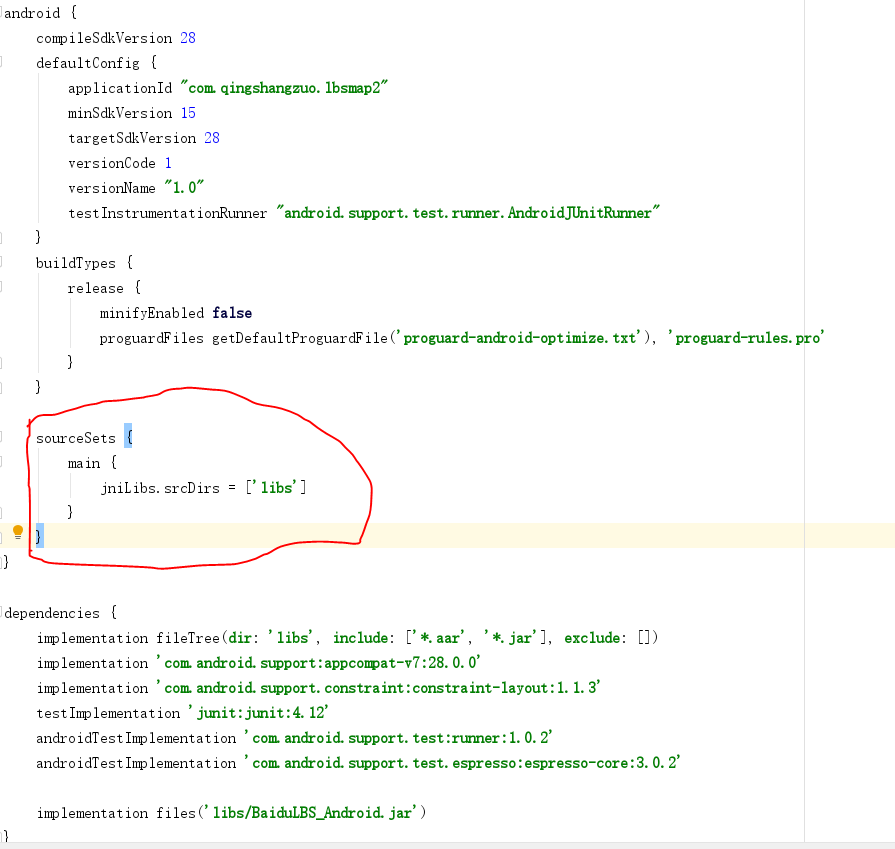 android {
compileSdkVersion 28
defaultConfig {
applicationId "com.qingshangzuo.lbsmap2"
minSdkVersion 15
targetSdkVersion 28
versionCode 1
versionName "1.0"
testInstrumentationRunner "android.support.test.runner.AndroidJUnitRunner"
}
buildTypes {
release {
minifyEnabled false
proguardFiles getDefaultProguardFile('proguard-android-optimize.txt'), 'proguard-rules.pro'
}
}
sourceSets {
main {
jniLibs.srcDirs = ['libs']
}
}
}
dependencies {
implementation fileTree(dir: 'libs', include: ['*.aar', '*.jar'], exclude: [])
implementation 'com.android.support:appcompat-v7:28.0.0'
implementation 'com.android.support.constraint:constraint-layout:1.1.3'
testImplementation 'junit:junit:4.12'
androidTestImplementation 'com.android.support.test:runner:1.0.2'
androidTestImplementation 'com.android.support.test.espresso:espresso-core:3.0.2'
implementation files('libs/BaiduLBS_Android.jar')
}